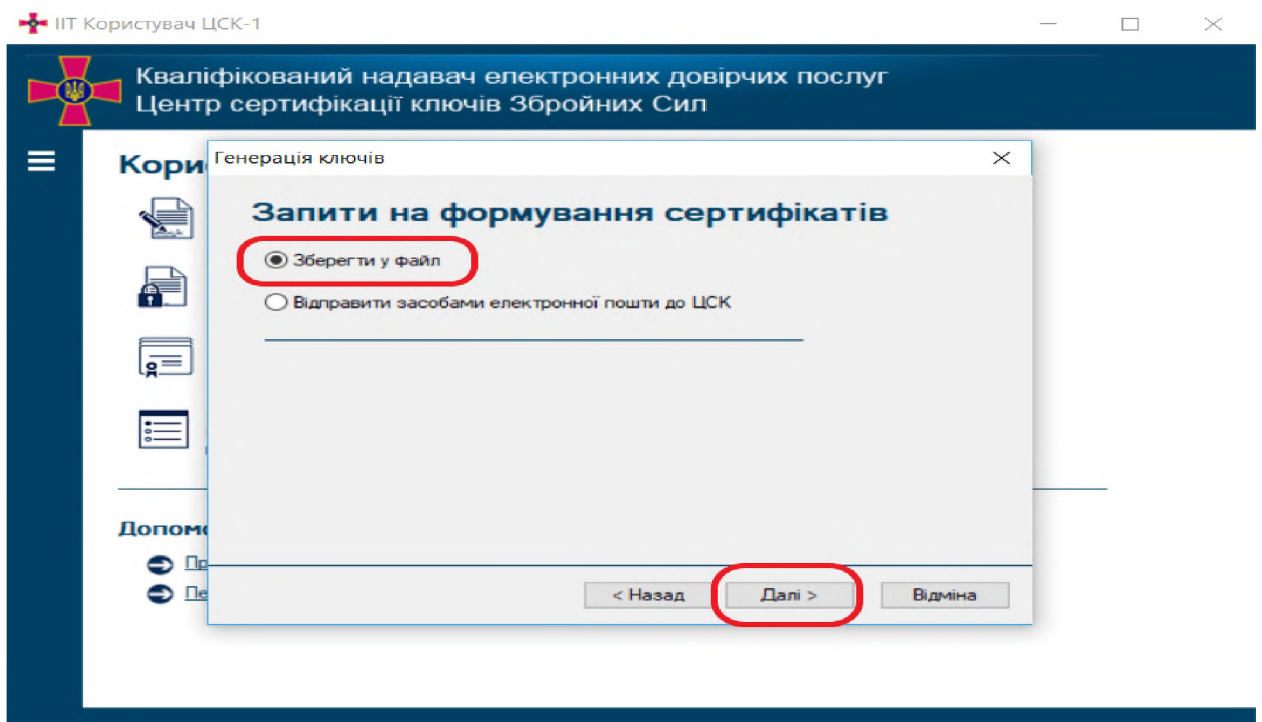 ІІТ Користувач ЦСК-1
Кваліфікований надавач електронних довірчих послуг
Центр сертифікації ключів Збройних Сил
Генерація ключів
Запити на формування сертифікатів
Зберегти у файл
Відправити засобами електронної пошти до ЦСК
< Назад
Далі >
Відміна